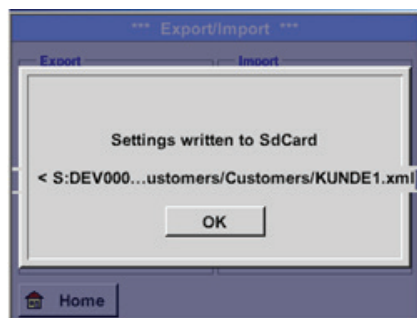 *** Export/Import ***
Export Import
Settings written to SdCard
< S:DEV000...ustomers/Customers/KUNDE1.xml
OK
Home